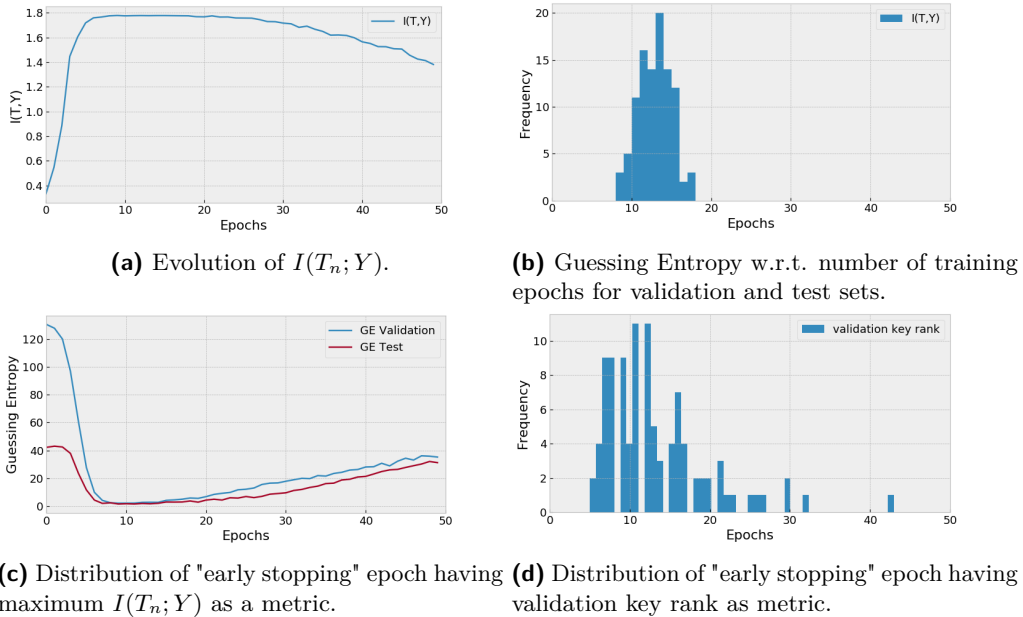 1.8
1.6
1.4
1.2
1.0
0.8
0.6
0.4
I(T,Y)
I(T,Y)
0 10 20 30 40 50
Epochs
(a) Evolution of I(Tₙ; Y).
20
15
10
5
0
Frequency
I(T,Y)
0 10 20 30 40 50
Epochs
(b) Guessing Entropy w.r.t. number of training
epochs for validation and test sets.
120
100
80
60
40
20
0
Guessing Entropy
GE Validation
GE Test
0 10 20 30 40 50
Epochs
(c) Distribution of "early stopping" epoch having
maximum I(Tₙ; Y) as a metric.
10
8
6
4
2
0
Frequency
validation key rank
0 10 20 30 40 50
Epochs
(d) Distribution of "early stopping" epoch having
validation key rank as metric.